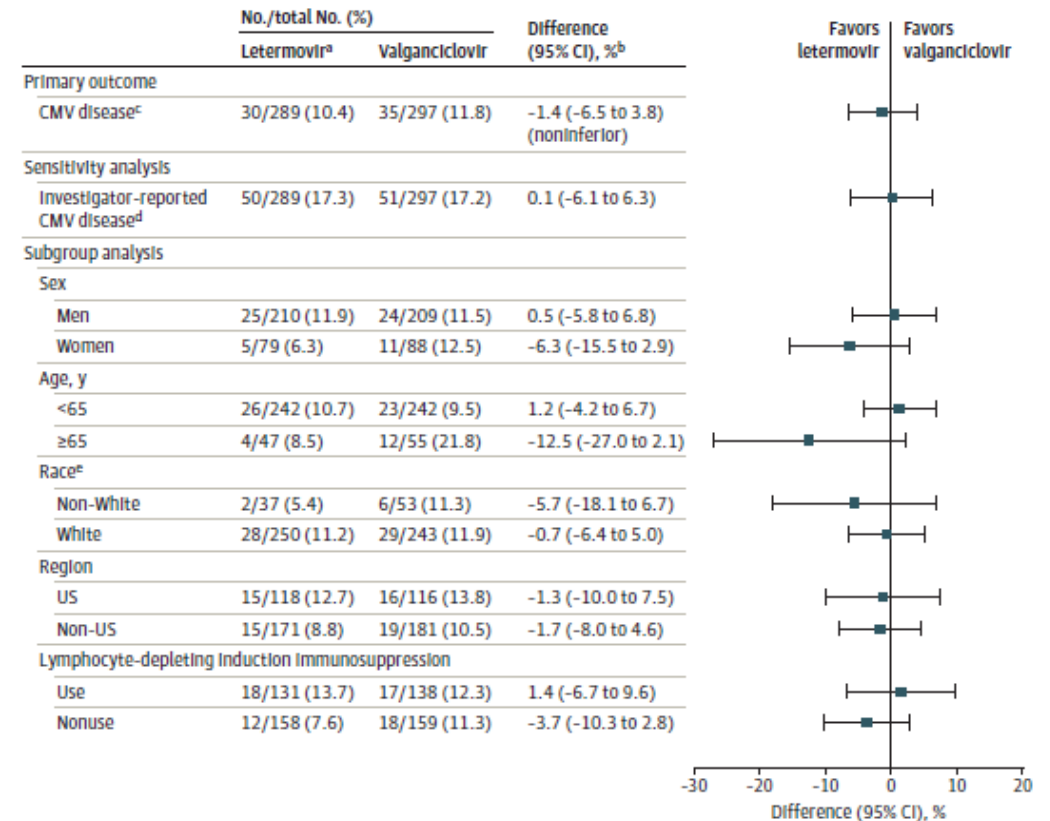 No./total No. (%)
Difference (95% CI), %b
Favors letermovir
Favors valganciclovir
Letermovira
Valganciclovir
Primary outcome
CMV diseasec 30/289 (10.4) 35/297 (11.8) -1.4 (-6.5 to 3.8)
(noninferior)
Sensitivity analysis
Investigator-reported 50/289 (17.3) 51/297 (17.2) 0.1 (-6.1 to 6.3)
CMV diseased
Subgroup analysis
Sex
Men 25/210 (11.9) 24/209 (11.5) 0.5 (-5.8 to 6.8)
Women 5/79 (6.3) 11/88 (12.5) -6.3 (-15.5 to 2.9)
Age, y
<65 26/242 (10.7) 23/242 (9.5) 1.2 (-4.2 to 6.7)
≥65 4/47 (8.5) 12/55 (21.8) -12.5 (-27.0 to 2.1)
Racee
Non-White 2/37 (5.4) 6/53 (11.3) -5.7 (-18.1 to 6.7)
White 28/250 (11.2) 29/243 (11.9) -0.7 (-6.4 to 5.0)
Region
US 15/118 (12.7) 16/116 (13.8) -1.3 (-10.0 to 7.5)
Non-US 15/171 (8.8) 19/181 (10.5) -1.7 (-8.0 to 4.6)
Lymphocyte-depleting induction immunosuppression
Use 18/131 (13.7) 17/138 (12.3) 1.4 (-6.7 to 9.6)
Nonuse 12/158 (7.6) 18/159 (11.3) -3.7 (-10.3 to 2.8)
-30 -20 -10 0 10 20
Difference (95% CI), %